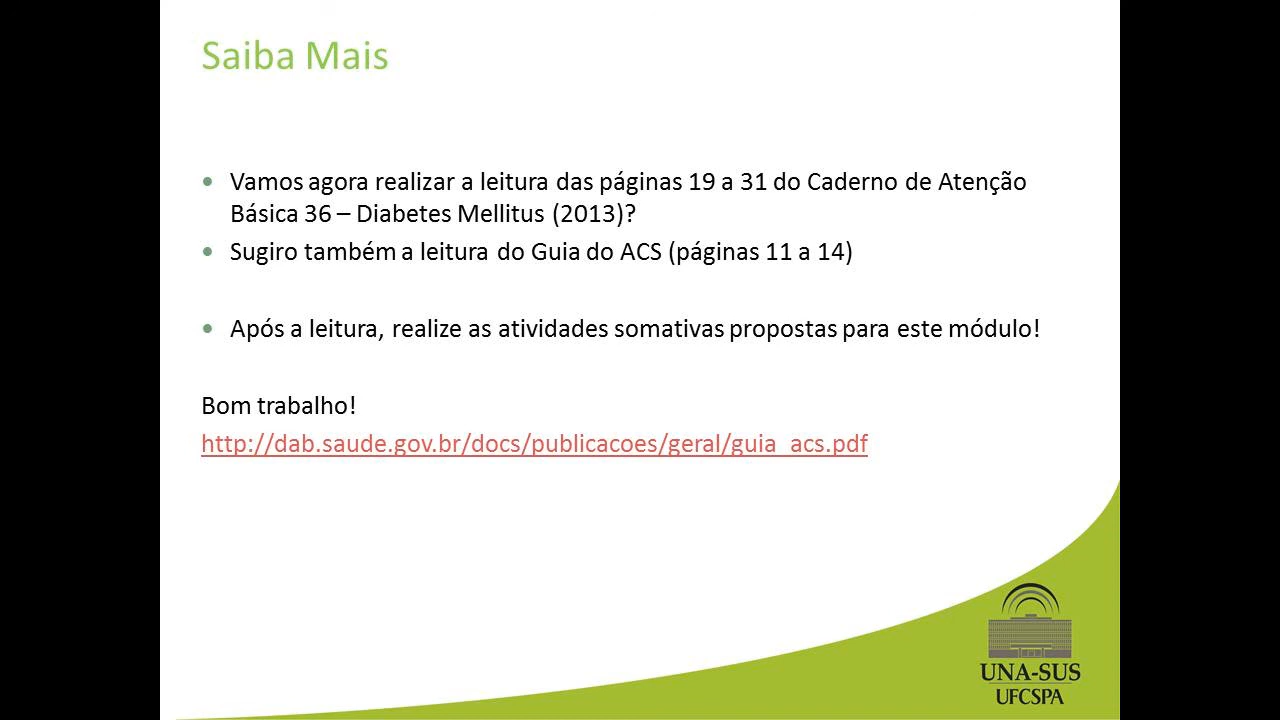 Saiba Mais
• Vamos agora realizar a leitura das páginas 19 a 31 do Caderno de Atenção
Básica 36 – Diabetes Mellitus (2013)?
• Sugiro também a leitura do Guia do ACS (páginas 11 a 14)
• Após a leitura, realize as atividades somativas propostas para este módulo!
Bom trabalho!
http://dab.saude.gov.br/docs/publicacoes/geral/guia_acs.pdf
UNA-SUS
UFCSPA